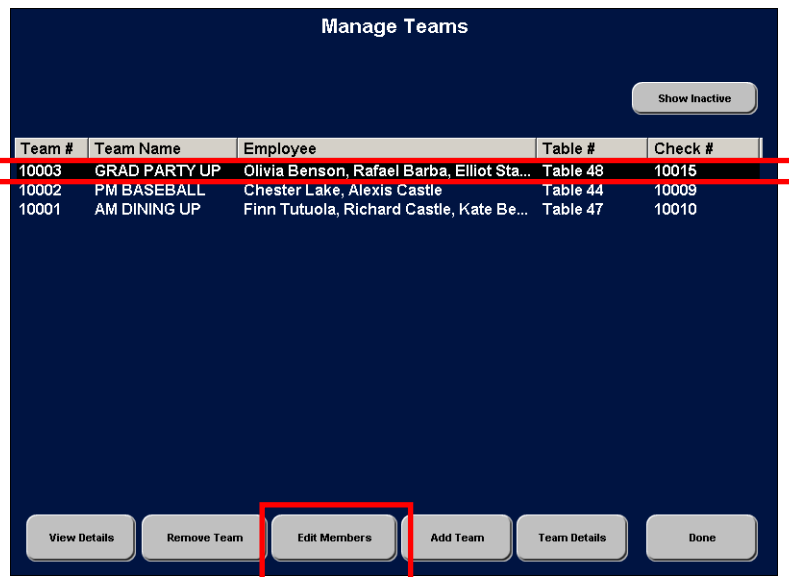 Manage Teams
Show Inactive
Team # Team Name Employee Table # Check #
10003 GRAD PARTY UP Olivia Benson, Rafael Barba, Elliot Sta... Table 48 10015
10002 PM BASEBALL Chester Lake, Alexis Castle Table 44 10009
10001 AM DINING UP Finn Tutuola, Richard Castle, Kate Be... Table 47 10010
View Details Remove Team Edit Members Add Team Team Details Done